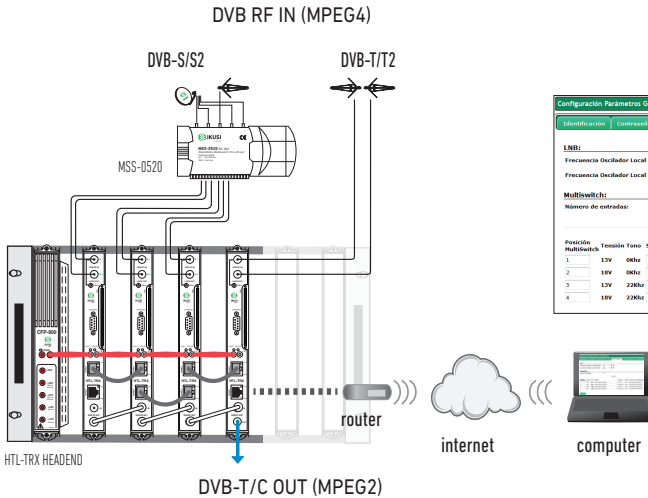 DVB RF IN (MPEG4)
DVB-S/S2
DVB-T/T2
IKUSI
MSS-0520
MSS-0520
Configuración Parámetros G
Identificación
Contraseñ
LNB:
Frecuencia Oscilador Local
Frecuencia Oscilador Local
Multiswitch:
Número de entradas:
Posición MultiSwitch Tensión Tono S
1 13V 0Khz
2 18V 0Khz
3 13V 22Khz
4 18V 22Khz
CFP-900
HTL-TRX
HTL-TRX
HTL-TRX
HTL-TRX
HTL-TRX HEADEND
router
internet
computer
DVB-T/C OUT (MPEG2)